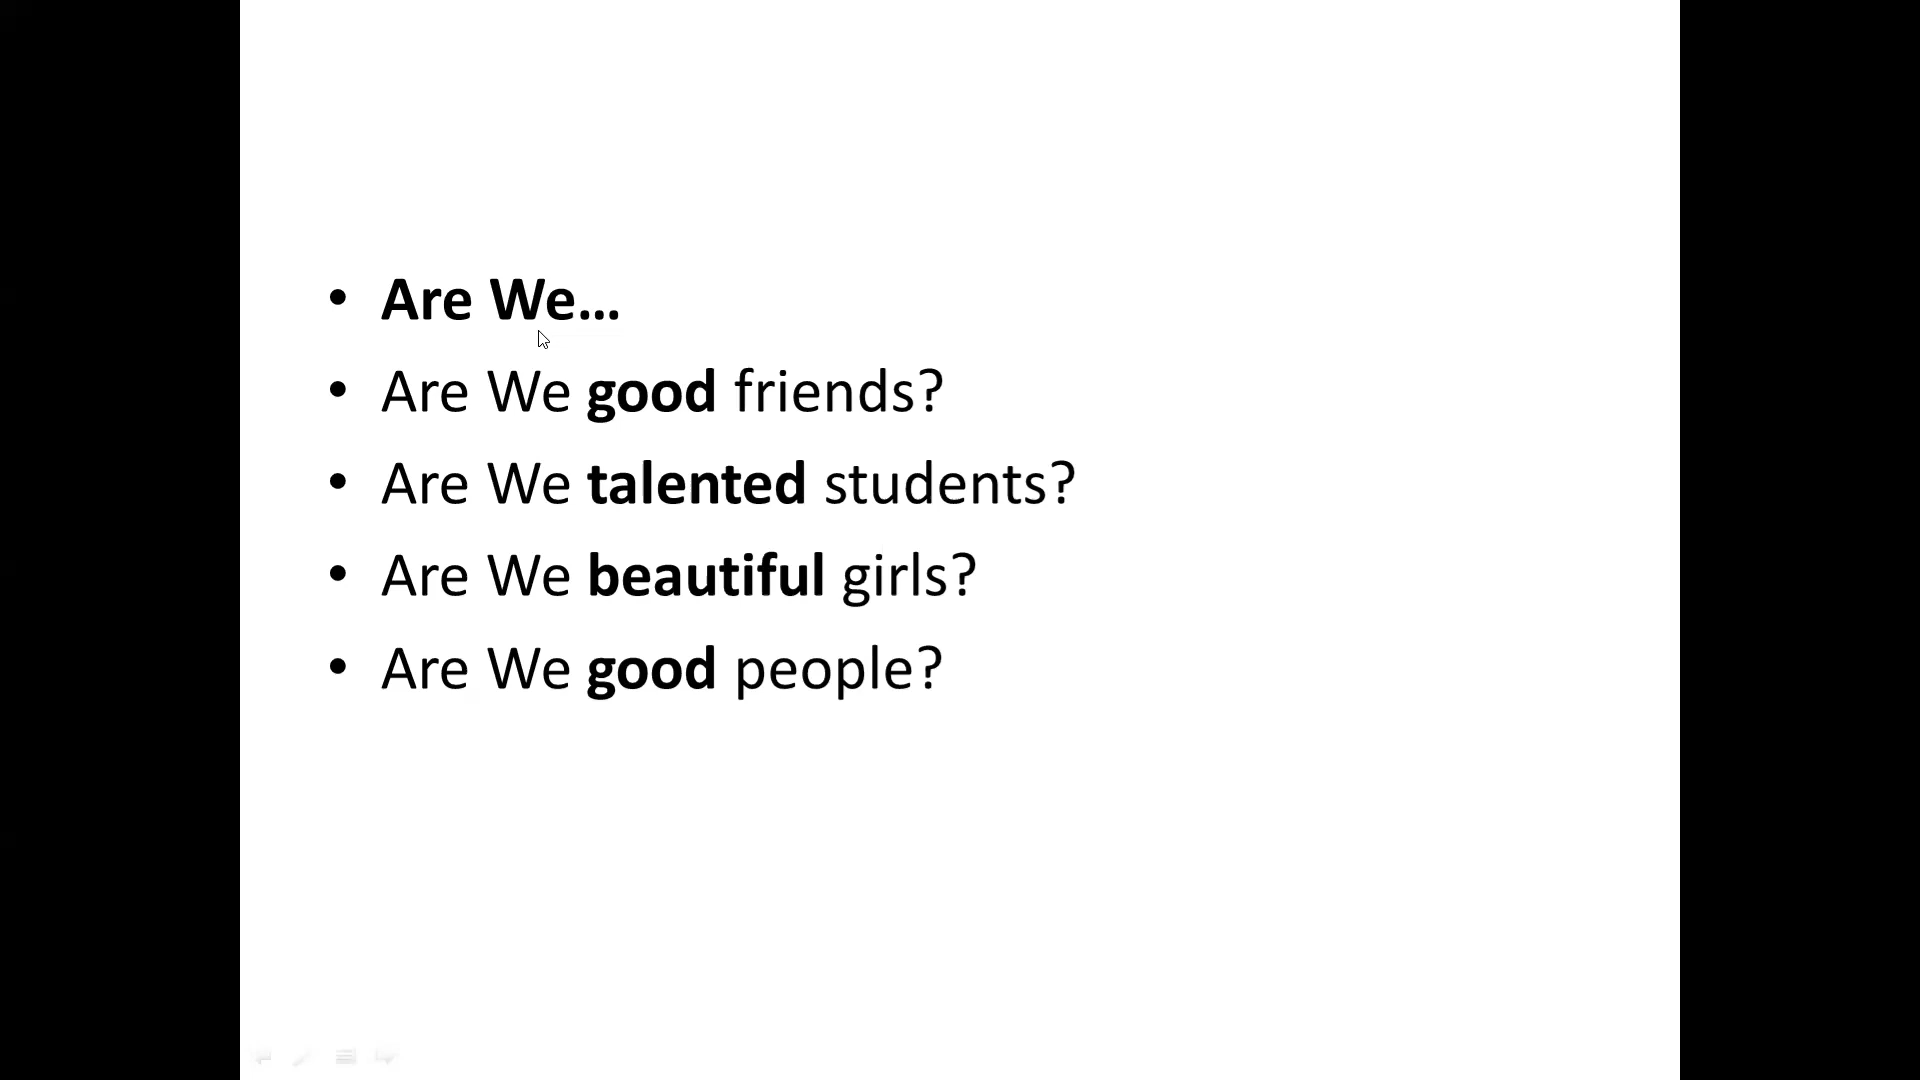 • Are We...
• Are We good friends?
• Are We talented students?
• Are We beautiful girls?
• Are We good people?